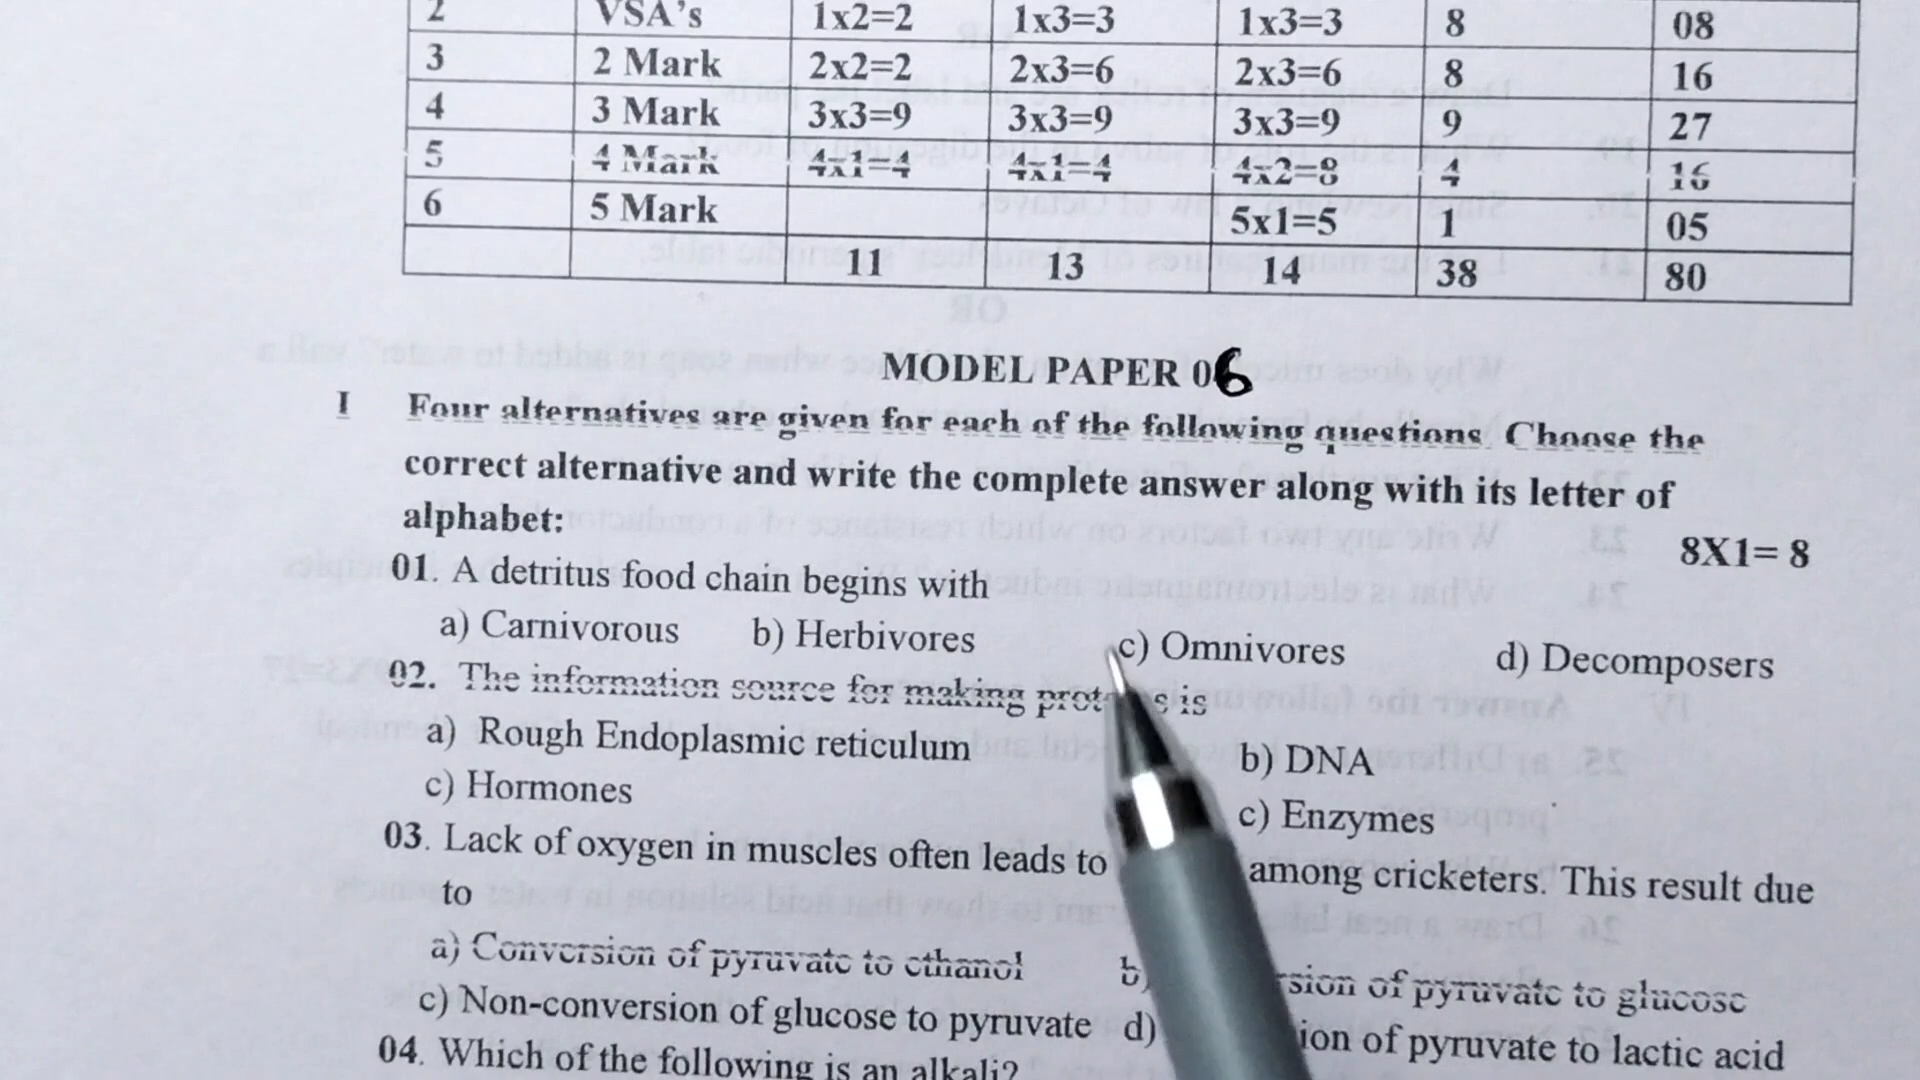 2 VSA's 1x2=2 1x3=3 1x3=3 8 08
3 2 Mark 2x2=2 2x3=6 2x3=6 8 16
4 3 Mark 3x3=9 3x3=9 3x3=9 9 27
5 4 Mark 4x1=4 4x1=4 4x2=8 4 16
6 5 Mark 5x1=5 1 05
11 13 14 38 80
MODEL PAPER 06
I Four alternatives are given for each of the following questions. Choose the
correct alternative and write the complete answer along with its letter of
alphabet:
8X1= 8
01. A detritus food chain begins with
a) Carnivorous b) Herbivores c) Omnivores d) Decomposers
02. The information source for making is
a) Rough Endoplasmic reticulum b) DNA
c) Hormones c) Enzymes
03. Lack of oxygen in muscles often leads to among cricketers. This result due
to
a) Conversion of pyruvate to ethanol b) of pyruvate to glucose
c) Non-conversion of glucose to pyruvate d) of pyruvate to lactic acid
04. Which of the following is an alkali?